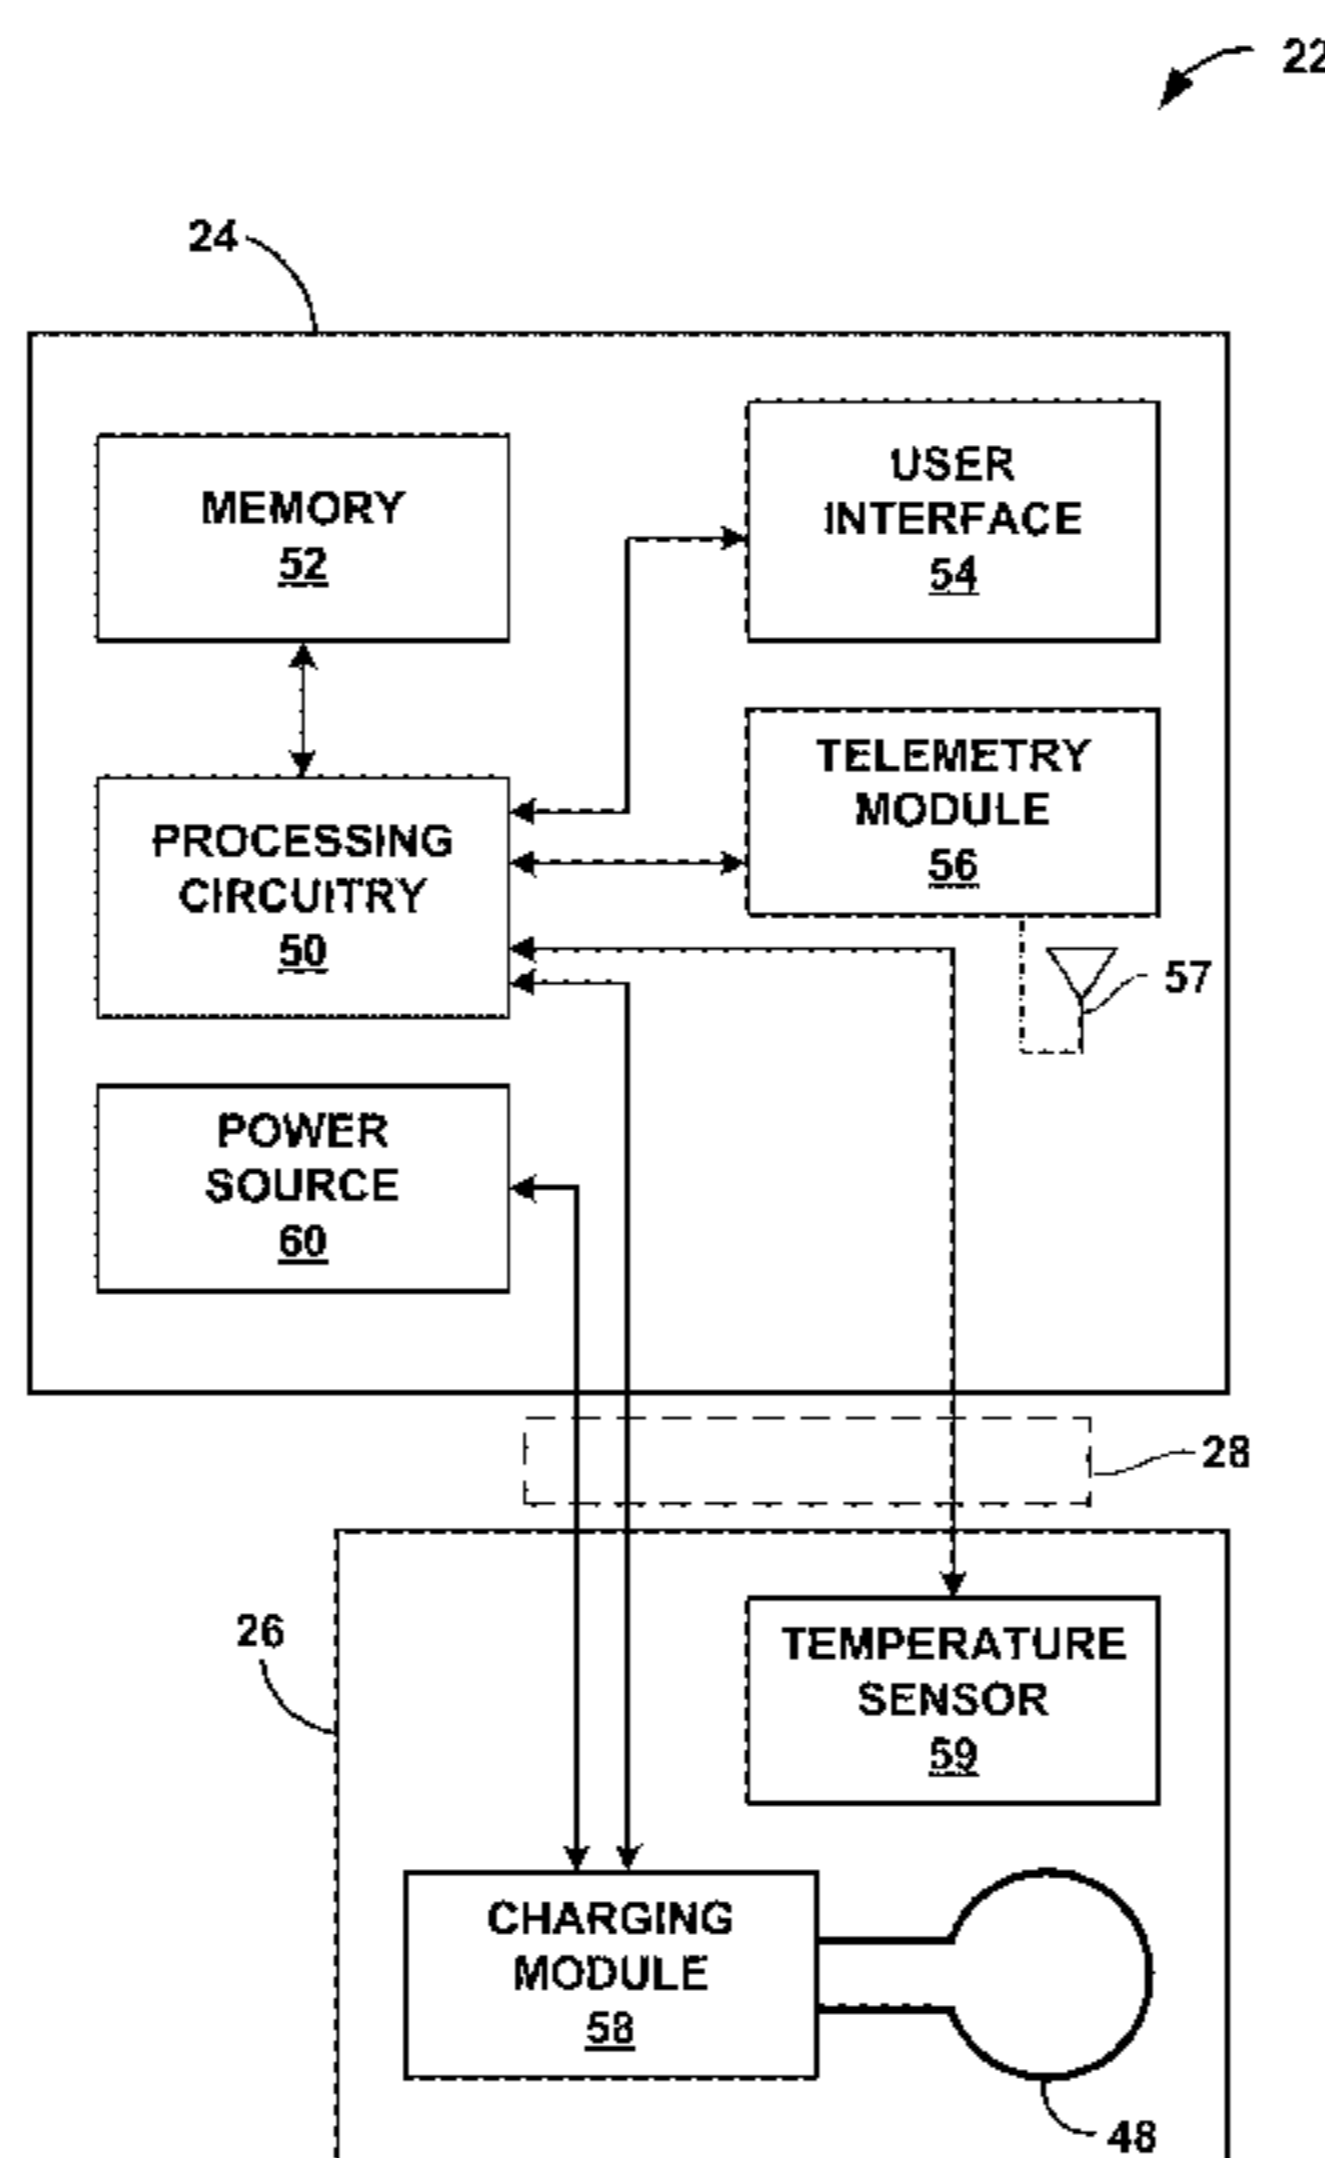 22
24
MEMORY
52
USER
INTERFACE
54
TELEMETRY
MODULE
56
PROCESSING
CIRCUITRY
50
57
POWER
SOURCE
60
28
26
TEMPERATURE
SENSOR
59
CHARGING
MODULE
58
48